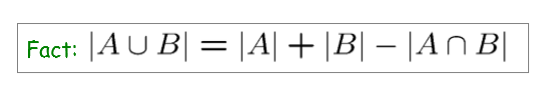 Fact: |A ∪ B| = |A| + |B| − |A ∩ B|